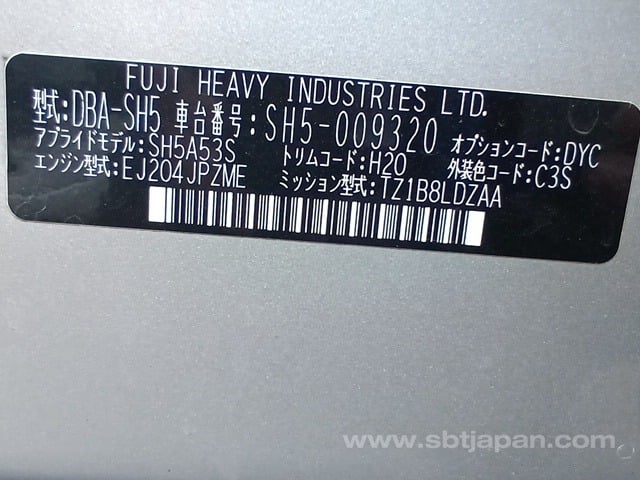 FUJI HEAVY INDUSTRIES LTD.
型式:DBA-SH5 車台番号:SH5-009320 オプションコード:DYC
アプライドモデル:SH5A53S トリムコード:H20 外装色コード:C3S
エンジン型式:EJ204JPZME ミッション型式:TZ1B8LDZAA
www.sbtjapan.com